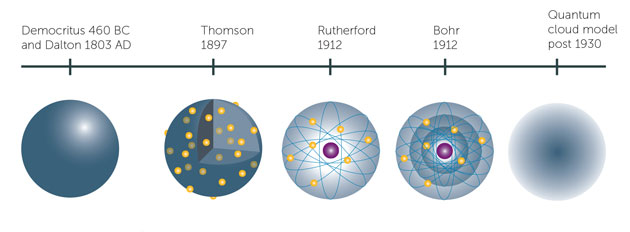 Democritus 460 BC
and Dalton 1803 AD
Thomson
1897
Rutherford
1912
Bohr
1912
Quantum
cloud model
post 1930